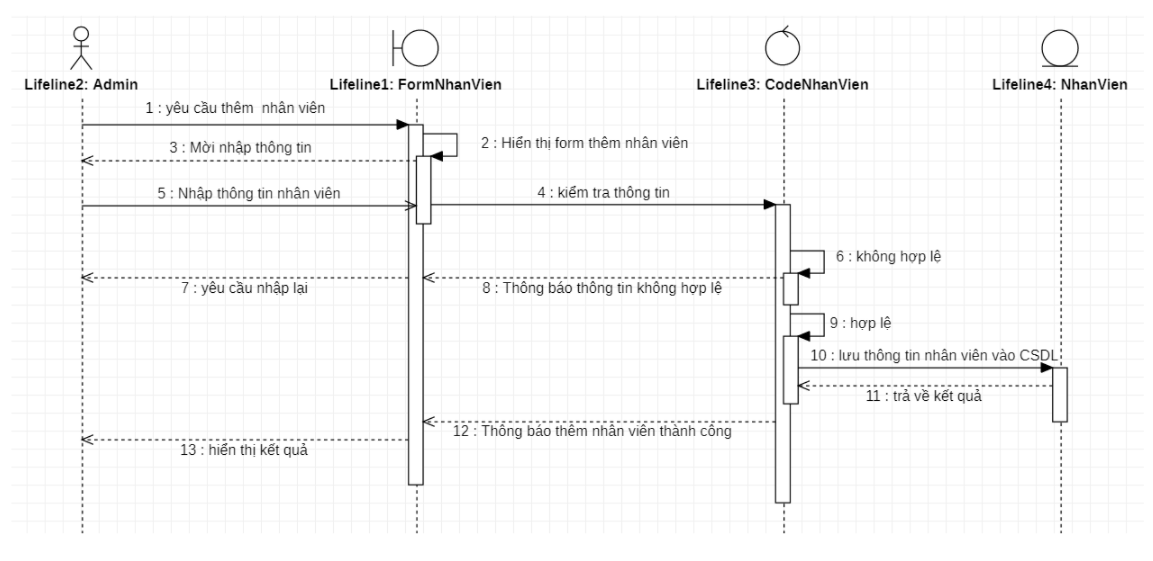 Lifeline2: Admin
Lifeline1: FormNhanVien
Lifeline3: CodeNhanVien
Lifeline4: NhanVien
1 : yêu cầu thêm  nhân viên
2 : Hiển thị form thêm nhân viên
3 : Mời nhập thông tin
5 : Nhập thông tin nhân viên
4 : kiểm tra thông tin
6 : không hợp lệ
7 : yêu cầu nhập lại
8 : Thông báo thông tin không hợp lệ
9 : hợp lệ
10 : lưu thông tin nhân viên vào CSDL
11 : trả về kết quả
12 : Thông báo thêm nhân viên thành công
13 : hiển thị kết quả